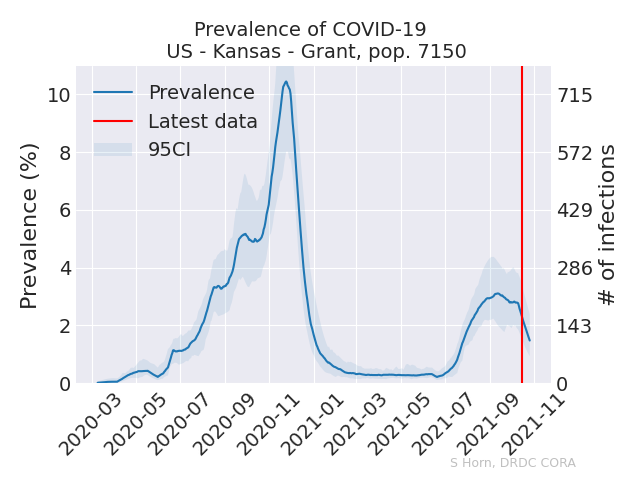 Prevalence of COVID-19
US - Kansas - Grant, pop. 7150
Prevalence
Latest data
95CI
Prevalence (%)
10
8
6
4
2
0
715
572
429
286
143
0
# of infections
2020-03
2020-05
2020-07
2020-09
2020-11
2021-01
2021-03
2021-05
2021-07
2021-09
2021-11
S Horn, DRDC CORA